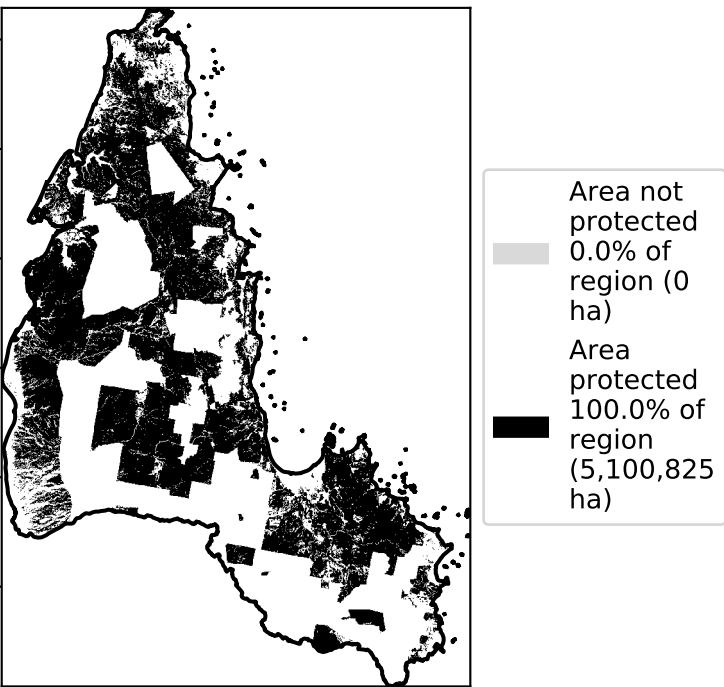 Area not
protected
0.0% of
region (0
ha)
Area
protected
100.0% of
region
(5,100,825
ha)